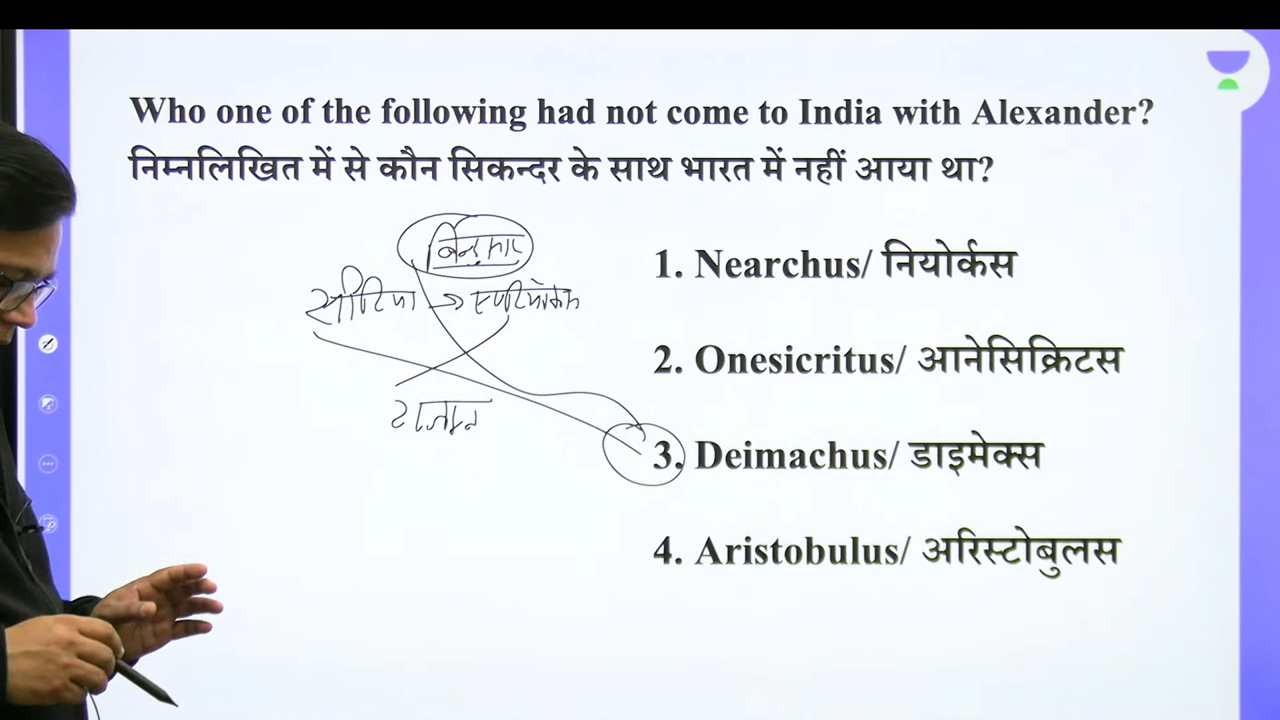 Who one of the following had not come to India with Alexander?
निम्नलिखित में से कौन सिकन्दर के साथ भारत में नहीं आया था?
बिन्दुसार
सीरिया →
1. Nearchus/ नियोर्कस
2. Onesicritus/ आनेसिक्रिटस
3. Deimachus/ डाइमेक्स
4. Aristobulus/ अरिस्टोबुलस